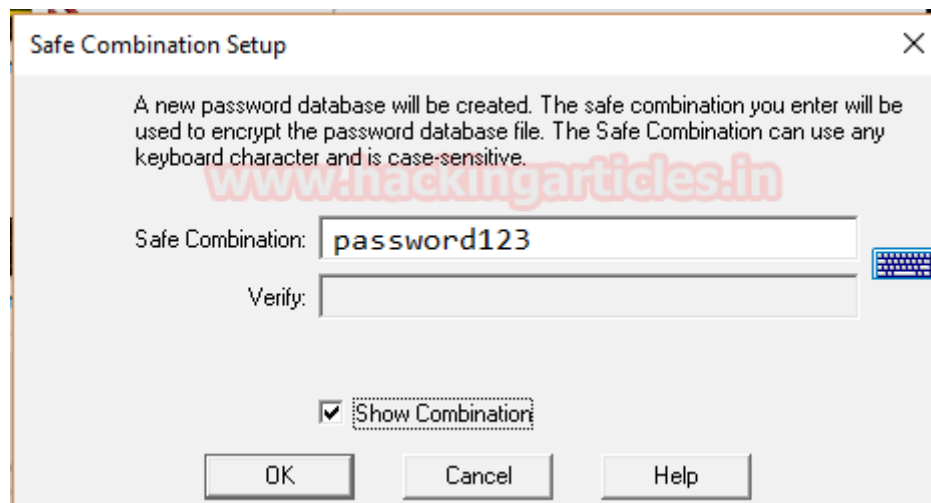 Safe Combination Setup
A new password database will be created. The safe combination you enter will be
used to encrypt the password database file. The Safe Combination can use any
keyboard character and is case-sensitive.
www.hackingarticles.in
Safe Combination: password123
Verify:
Show Combination
OK Cancel Help